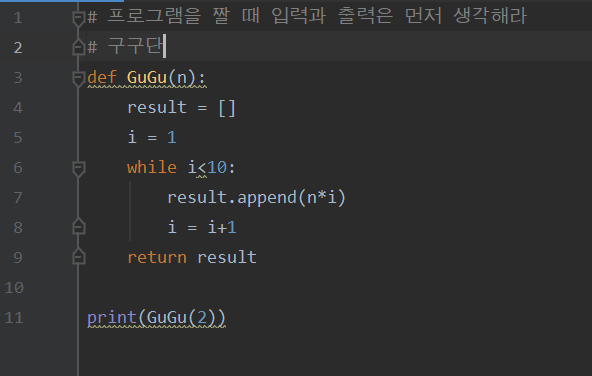 1 # 프로그램을 짤 때 입력과 출력은 먼저 생각해라
2 # 구구단
3 def GuGu(n):
4     result = []
5     i = 1
6     while i<10:
7         result.append(n*i)
8         i = i+1
9     return result
10
11 print(GuGu(2))